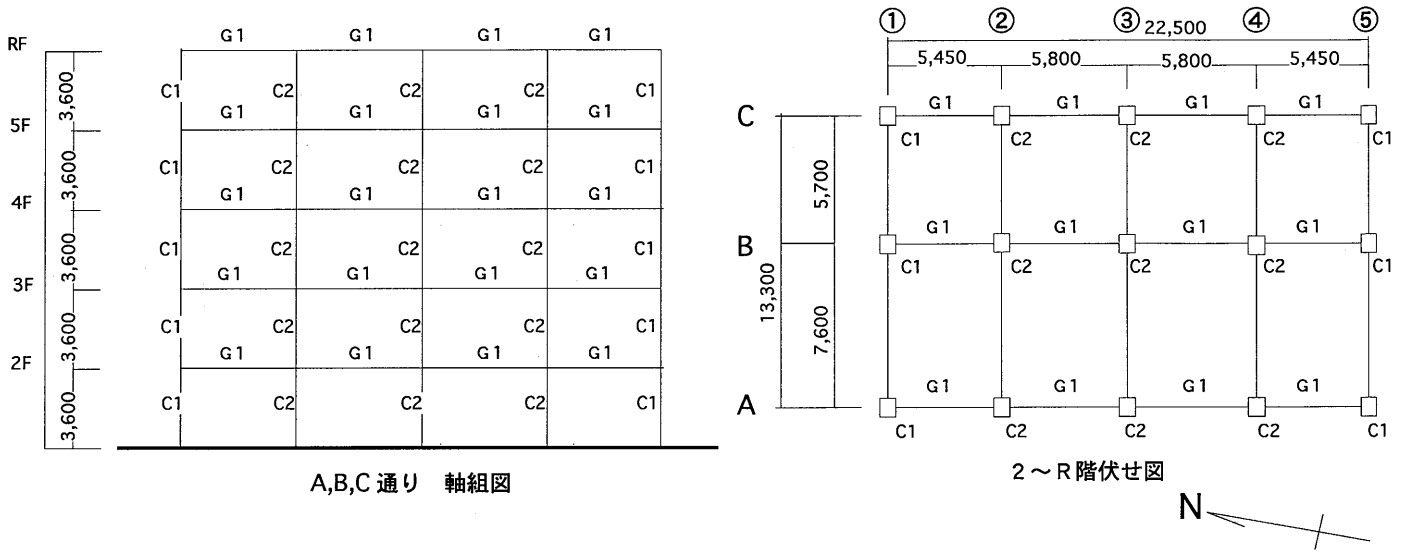 RF
5F
4F
3F
2F
3,600
3,600
3,600
3,600
3,600
G1 G1 G1 G1
C1 C2 C2 C2 C1
G1 G1 G1 G1
C1 C2 C2 C2 C1
G1 G1 G1 G1
C1 C2 C2 C2 C1
G1 G1 G1 G1
C1 C2 C2 C2 C1
G1 G1 G1 G1
C1 C2 C2 C2 C1
A,B,C 通り 軸組図
① ② ③ ④ ⑤
22,500
5,450 5,800 5,800 5,450
C
G1 G1 G1 G1
C1 C2 C2 C2 C1
5,700
B
G1 G1 G1 G1
C1 C2 C2 C2 C1
13,300
7,600
A
G1 G1 G1 G1
C1 C2 C2 C2 C1
2～R階伏せ図
N